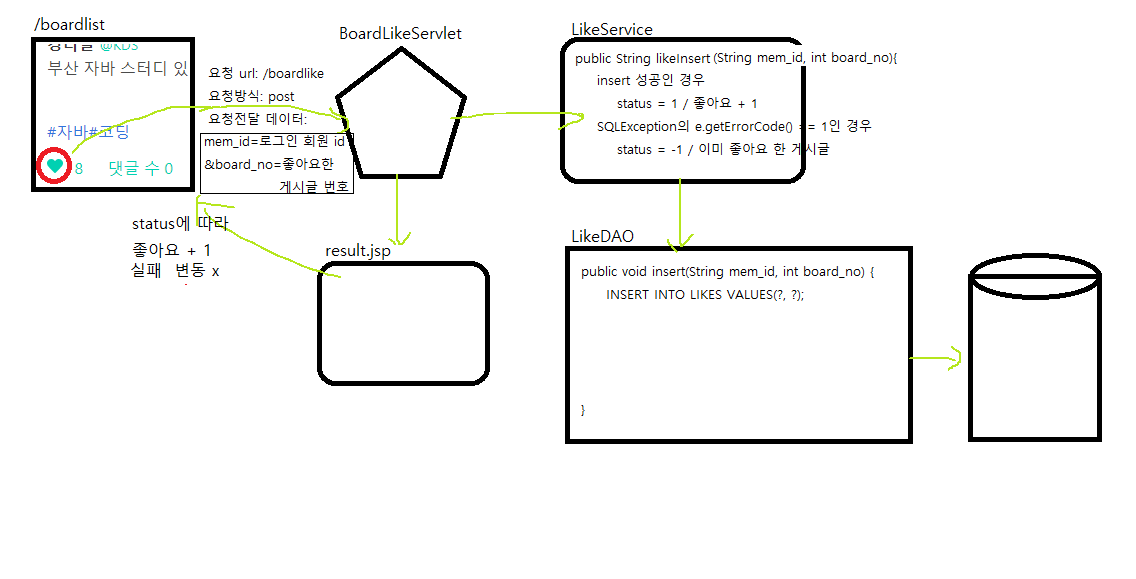 /boardlist
@KDS
부산 자바 스터디 있
#자바#코딩
8 댓글 수 0
요청 url: /boardlike
요청방식: post
요청전달 데이터:
mem_id=로그인 회원 id
&board_no=좋아요한
게시글 번호
status에 따라
좋아요 + 1
실패 변동 x
BoardLikeServlet
result.jsp
LikeService
public String likeInsert(String mem_id, int board_no){
insert 성공인 경우
status = 1 / 좋아요 + 1
SQLException의 e.getErrorCode() == 1인 경우
status = -1 / 이미 좋아요 한 게시글
LikeDAO
public void insert(String mem_id, int board_no) {
INSERT INTO LIKES VALUES(?, ?);
}